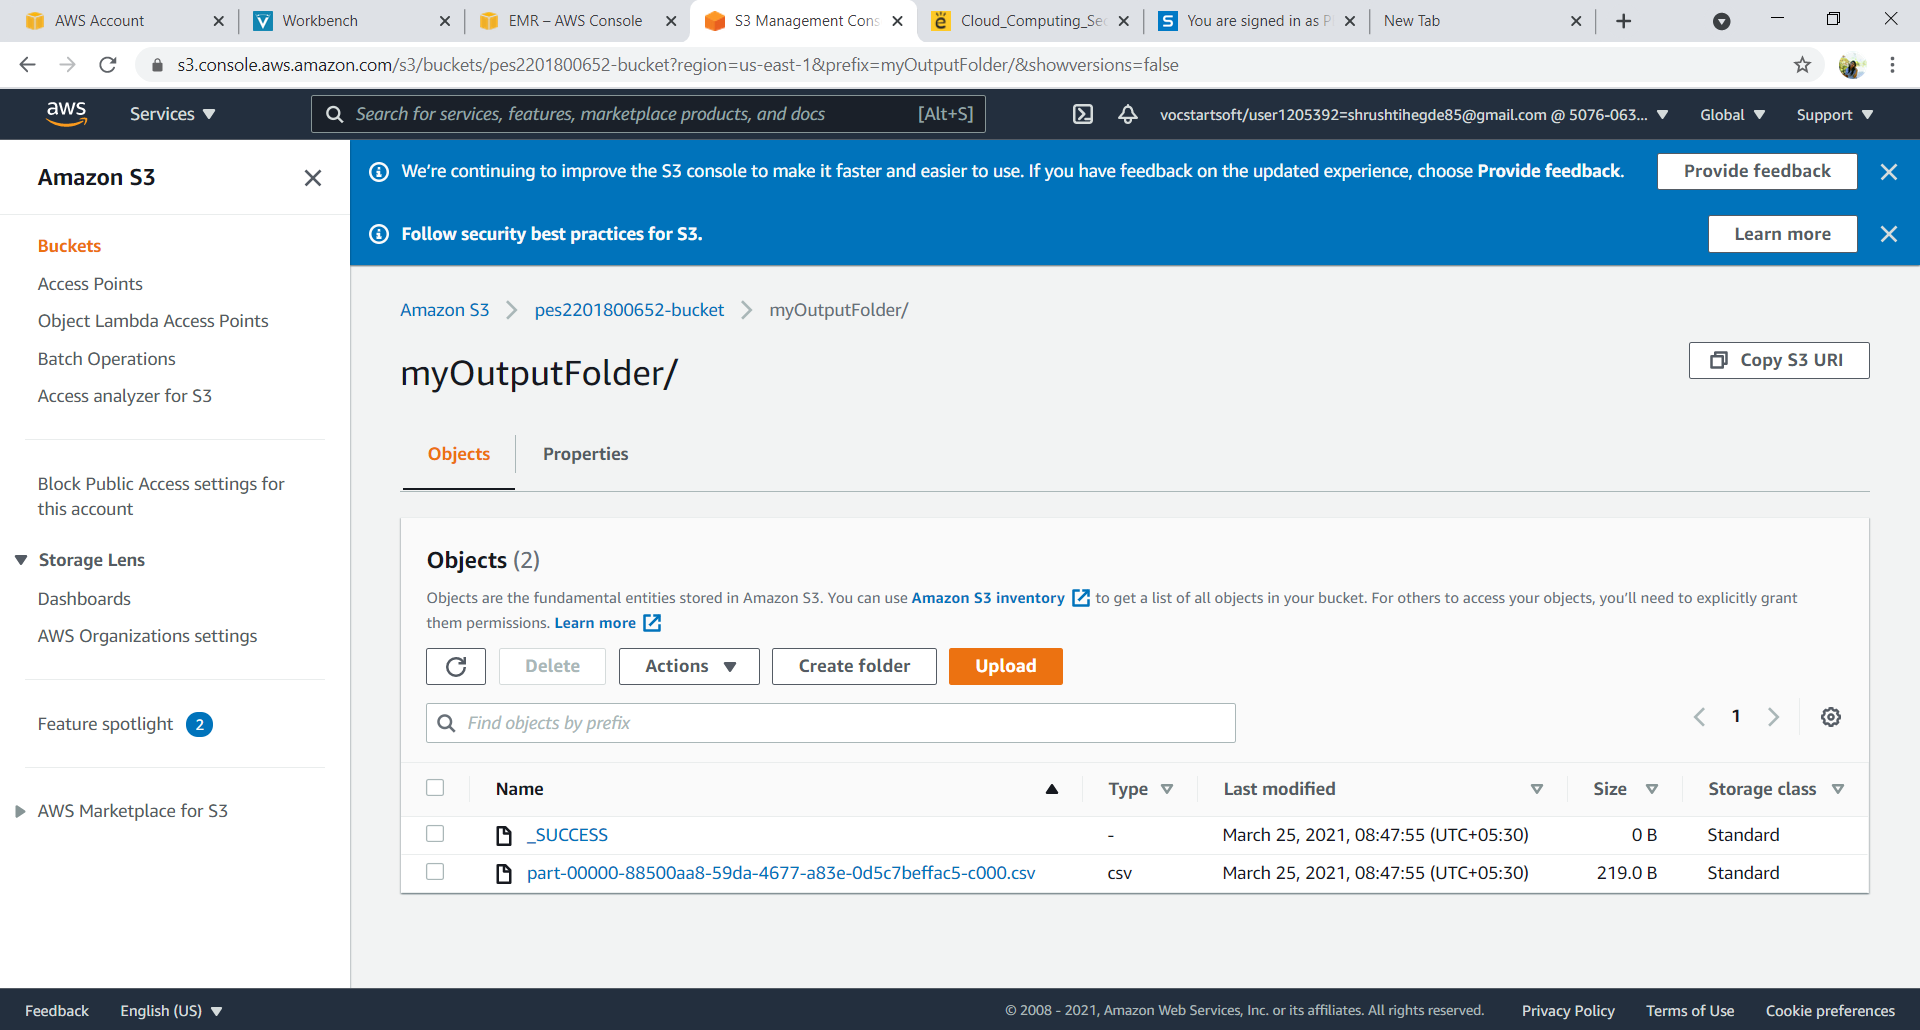 AWS Account
Workbench
EMR – AWS Console
S3 Management Cons
Cloud_Computing_Sec
You are signed in as P
New Tab
s3.console.aws.amazon.com/s3/buckets/pes2201800652-bucket?region=us-east-1&prefix=myOutputFolder/&showversions=false
aws
Services
Search for services, features, marketplace products, and docs [Alt+S]
vocstartsoft/user1205392=shrushtihegde85@gmail.com @ 5076-063...
Global
Support
Amazon S3
Buckets
Access Points
Object Lambda Access Points
Batch Operations
Access analyzer for S3
Block Public Access settings for
this account
Storage Lens
Dashboards
AWS Organizations settings
Feature spotlight 2
AWS Marketplace for S3
We're continuing to improve the S3 console to make it faster and easier to use. If you have feedback on the updated experience, choose Provide feedback.
Provide feedback
Follow security best practices for S3.
Learn more
Amazon S3
pes2201800652-bucket
myOutputFolder/
myOutputFolder/
Copy S3 URI
Objects
Properties
Objects (2)
Objects are the fundamental entities stored in Amazon S3. You can use Amazon S3 inventory to get a list of all objects in your bucket. For others to access your objects, you'll need to explicitly grant
them permissions. Learn more
Delete
Actions
Create folder
Upload
Find objects by prefix
1
Name Type Last modified Size Storage class
_SUCCESS - March 25, 2021, 08:47:55 (UTC+05:30) 0 B Standard
part-00000-88500aa8-59da-4677-a83e-0d5c7beffac5-c000.csv csv March 25, 2021, 08:47:55 (UTC+05:30) 219.0 B Standard
Feedback
English (US)
© 2008 - 2021, Amazon Web Services, Inc. or its affiliates. All rights reserved.
Privacy Policy
Terms of Use
Cookie preferences